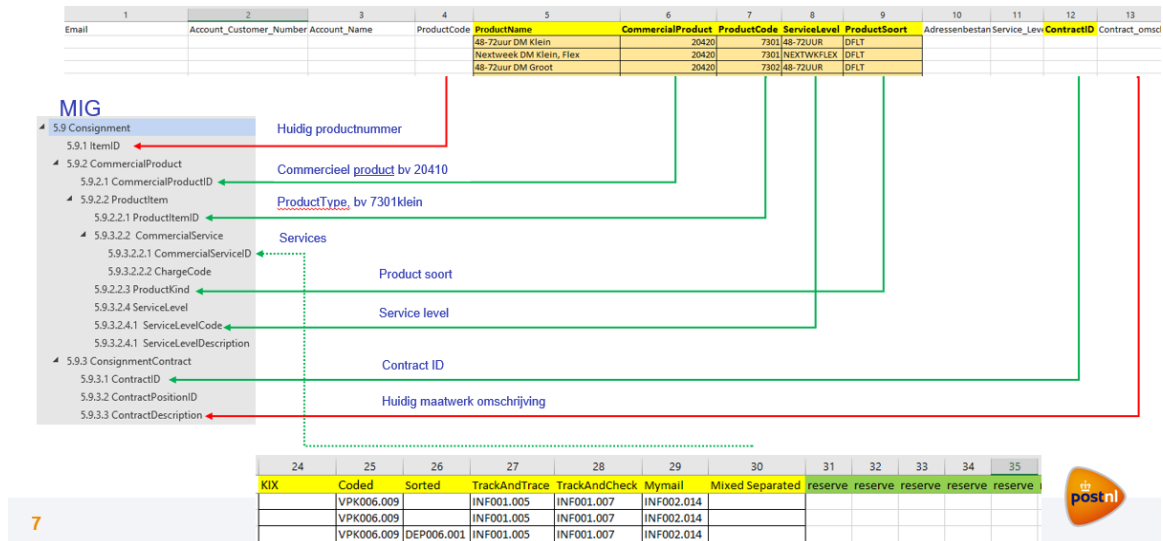 1 2 3 4 5 6 7 8 9 10 11 12 13
Email Account_Customer_Number Account_Name ProductCode ProductName CommercialProduct ProductCode ServiceLevel ProductSoort Adressenbestan Service_Lev ContractID Contract_omsc
48-72uur DM Klein 20420 7301 48-72UUR DFLT
Nextweek DM Klein, Flex 20420 7301 NEXTWKFLEX DFLT
48-72uur DM Groot 20420 7302 48-72UUR DFLT
MIG
5.9 Consignment
Huidig productnummer
5.9.1 ItemID
5.9.2 CommercialProduct
Commercieel product bv 20410
5.9.2.1 CommercialProductID
5.9.2.2 ProductItem
ProductType, bv 7301klein
5.9.2.2.1 ProductItemID
5.9.3.2.2 CommercialService
Services
5.9.3.2.2.1 CommercialServiceID
5.9.3.2.2.2 ChargeCode
Product soort
5.9.2.2.3 ProductKind
5.9.3.2.4 ServiceLevel
Service level
5.9.3.2.4.1 ServiceLevelCode
5.9.3.2.4.1 ServiceLevelDescription
5.9.3 ConsignmentContract
Contract ID
5.9.3.1 ContractID
5.9.3.2 ContractPositionID
Huidig maatwerk omschrijving
5.9.3.3 ContractDescription
24 25 26 27 28 29 30 31 32 33 34 35
KIX Coded Sorted TrackAndTrace TrackAndCheck Mymail Mixed Separated reserve reserve reserve reserve reserve
VPK006.009 INF001.005 INF001.007 INF002.014
VPK006.009 INF001.005 INF001.007 INF002.014
VPK006.009 DEP006.001 INF001.005 INF001.007 INF002.014
postnl
7